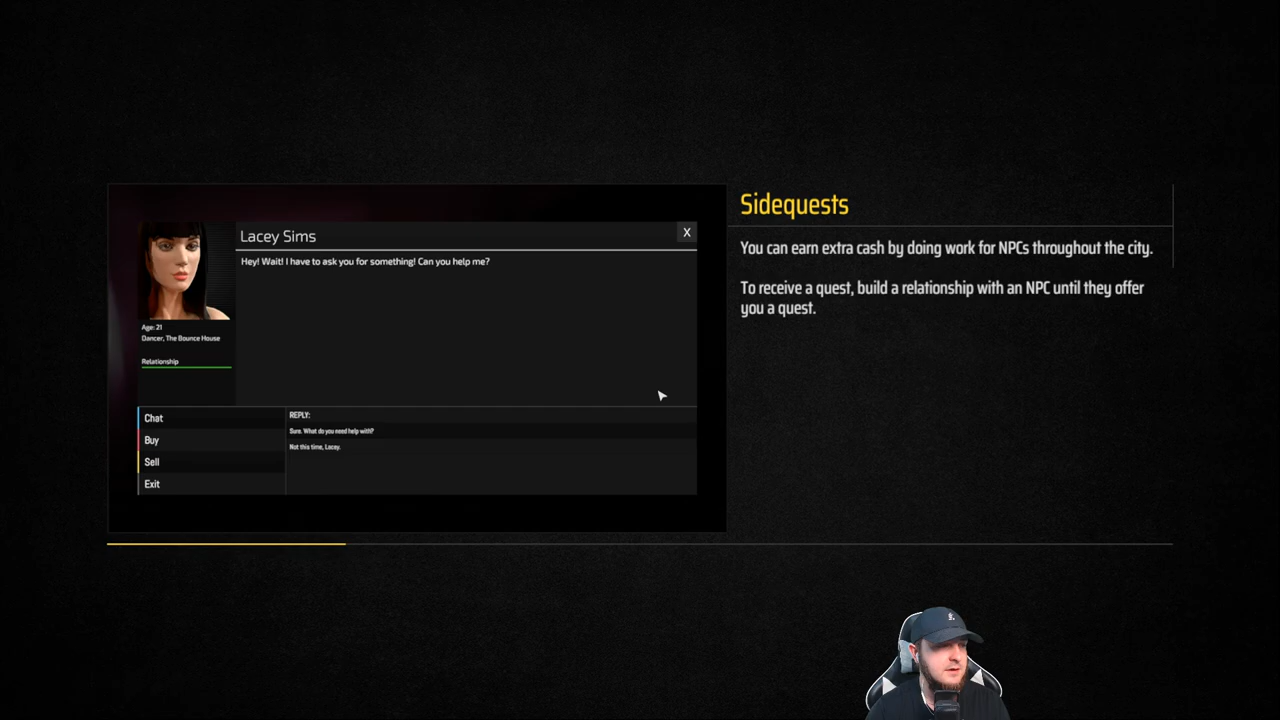 Sidequests
You can earn extra cash by doing work for NPCs throughout the city.
To receive a quest, build a relationship with an NPC until they offer
you a quest.
Lacey Sims
X
Hey! Wait! I have to ask you for something! Can you help me?
Age: 21
Dancer, The Bounce House
Relationship
Chat
Buy
Sell
Exit
REPLY:
Sure. What do you need help with?
Not this time, Lacey.